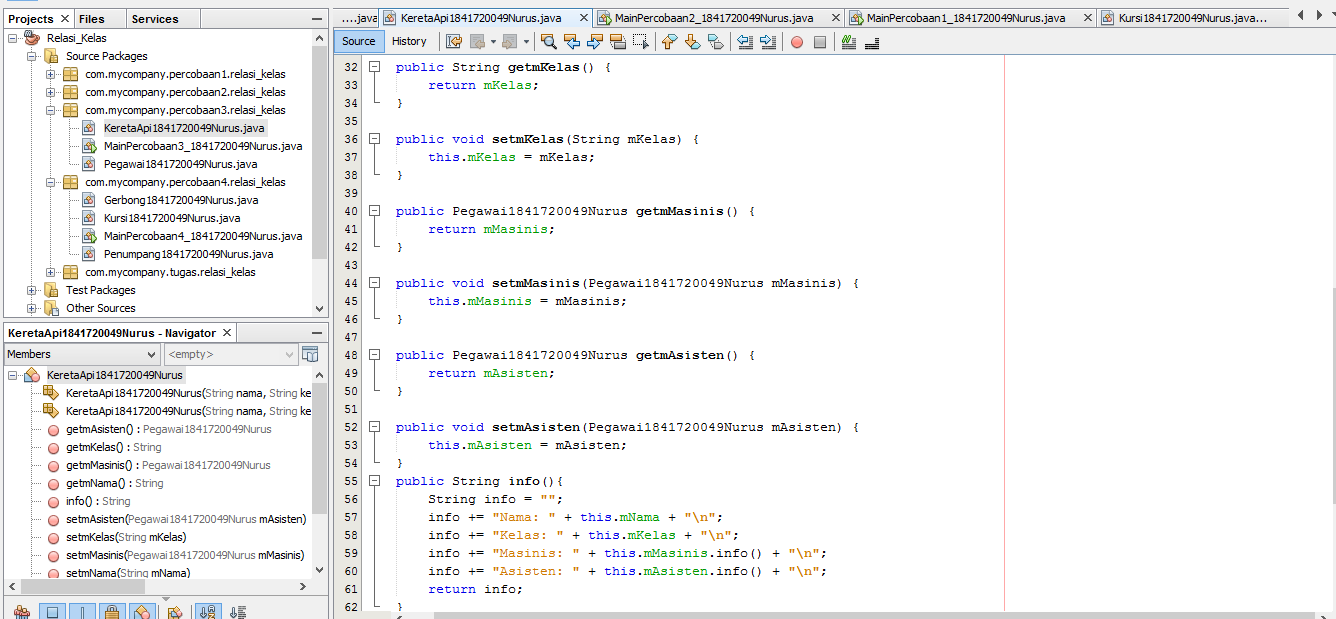 Projects Files Services
Relasi_Kelas
Source Packages
com.mycompany.percobaan1.relasi_kelas
com.mycompany.percobaan2.relasi_kelas
com.mycompany.percobaan3.relasi_kelas
KeretaApi1841720049Nurus.java
MainPercobaan3_1841720049Nurus.java
Pegawai1841720049Nurus.java
com.mycompany.percobaan4.relasi_kelas
Gerbong1841720049Nurus.java
Kursi1841720049Nurus.java
MainPercobaan4_1841720049Nurus.java
Penumpang1841720049Nurus.java
com.mycompany.tugas.relasi_kelas
Test Packages
Other Sources
KeretaApi1841720049Nurus - Navigator
Members <empty>
KeretaApi1841720049Nurus
KeretaApi1841720049Nurus(String nama, String ke
KeretaApi1841720049Nurus(String nama, String ke
getmAsisten() : Pegawai1841720049Nurus
getmKelas() : String
getmMasinis() : Pegawai1841720049Nurus
getmNama() : String
info() : String
setmAsisten(Pegawai1841720049Nurus mAsisten)
setmKelas(String mKelas)
setmMasinis(Pegawai1841720049Nurus mMasinis)
setmNama(String mNama)
....java KeretaApi1841720049Nurus.java MainPercobaan2_1841720049Nurus.java MainPercobaan1_1841720049Nurus.java Kursi1841720049Nurus.java...
Source History
32 public String getmKelas() {
33 return mKelas;
34 }
35
36 public void setmKelas(String mKelas) {
37 this.mKelas = mKelas;
38 }
39
40 public Pegawai1841720049Nurus getmMasinis() {
41 return mMasinis;
42 }
43
44 public void setmMasinis(Pegawai1841720049Nurus mMasinis) {
45 this.mMasinis = mMasinis;
46 }
47
48 public Pegawai1841720049Nurus getmAsisten() {
49 return mAsisten;
50 }
51
52 public void setmAsisten(Pegawai1841720049Nurus mAsisten) {
53 this.mAsisten = mAsisten;
54 }
55 public String info(){
56 String info = "";
57 info += "Nama: " + this.mNama + "\n";
58 info += "Kelas: " + this.mKelas + "\n";
59 info += "Masinis: " + this.mMasinis.info() + "\n";
60 info += "Asisten: " + this.mAsisten.info() + "\n";
61 return info;
62 }